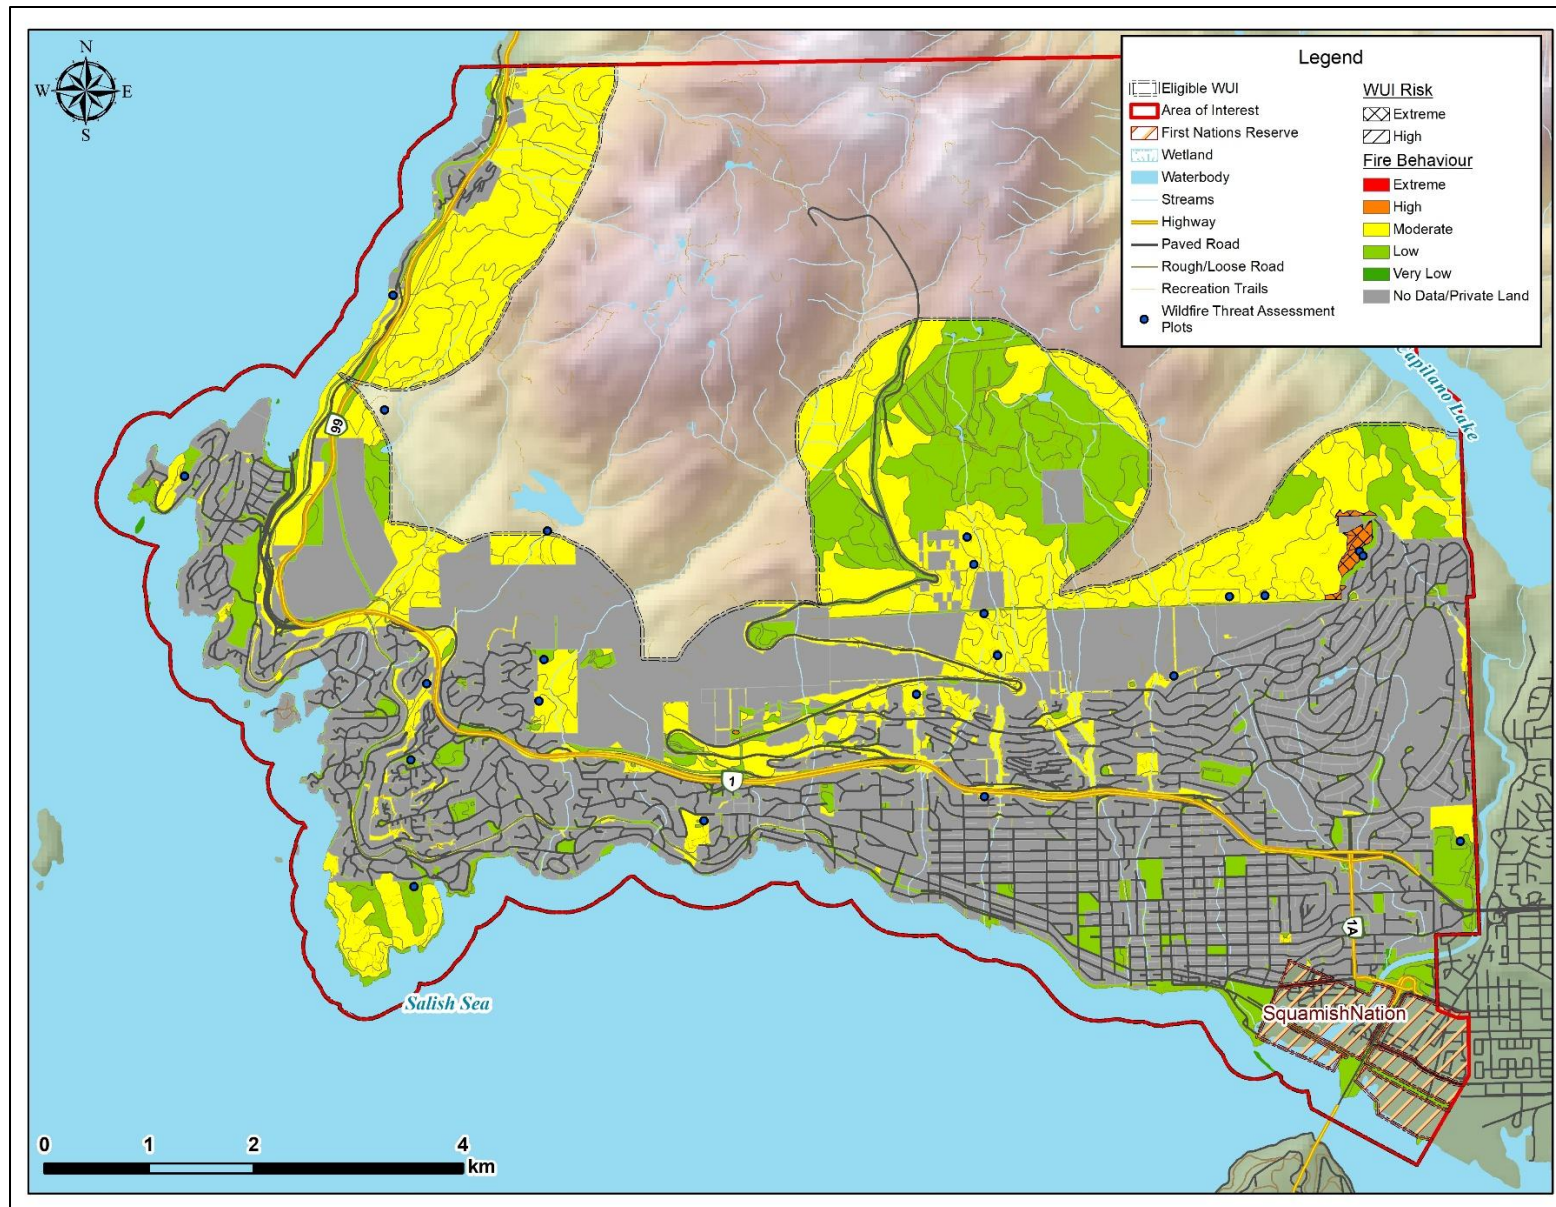 N
W
E
S
Legend
Eligible WUI
Area of Interest
First Nations Reserve
Wetland
Waterbody
Streams
Highway
Paved Road
Rough/Loose Road
Recreation Trails
Wildfire Threat Assessment
Plots
WUI Risk
Extreme
High
Fire Behaviour
Extreme
High
Moderate
Low
Very Low
No Data/Private Land
Capilano Lake
99
1
1A
SquamishNation
Salish Sea
0 1 2 4
km